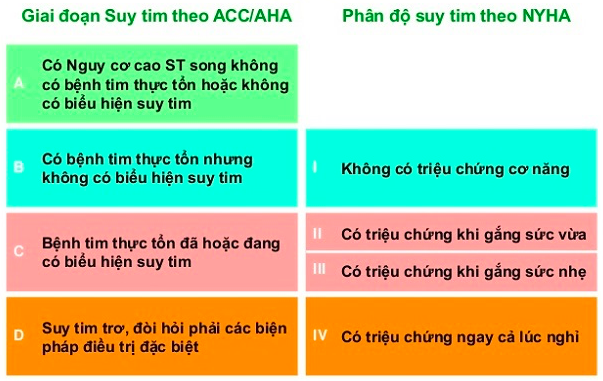 Giai đoạn Suy tim theo ACC/AHA
Phân độ suy tim theo NYHA
A
Có Nguy cơ cao ST song không
có bệnh tim thực tổn hoặc không
có biểu hiện suy tim
B
Có bệnh tim thực tổn nhưng
không có biểu hiện suy tim
I
Không có triệu chứng cơ năng
C
Bệnh tim thực tổn đã hoặc đang
có biểu hiện suy tim
II
Có triệu chứng khi gắng sức vừa
III
Có triệu chứng khi gắng sức nhẹ
D
Suy tim trơ, đòi hỏi phải các biện
pháp điều trị đặc biệt
IV
Có triệu chứng ngay cả lúc nghỉ